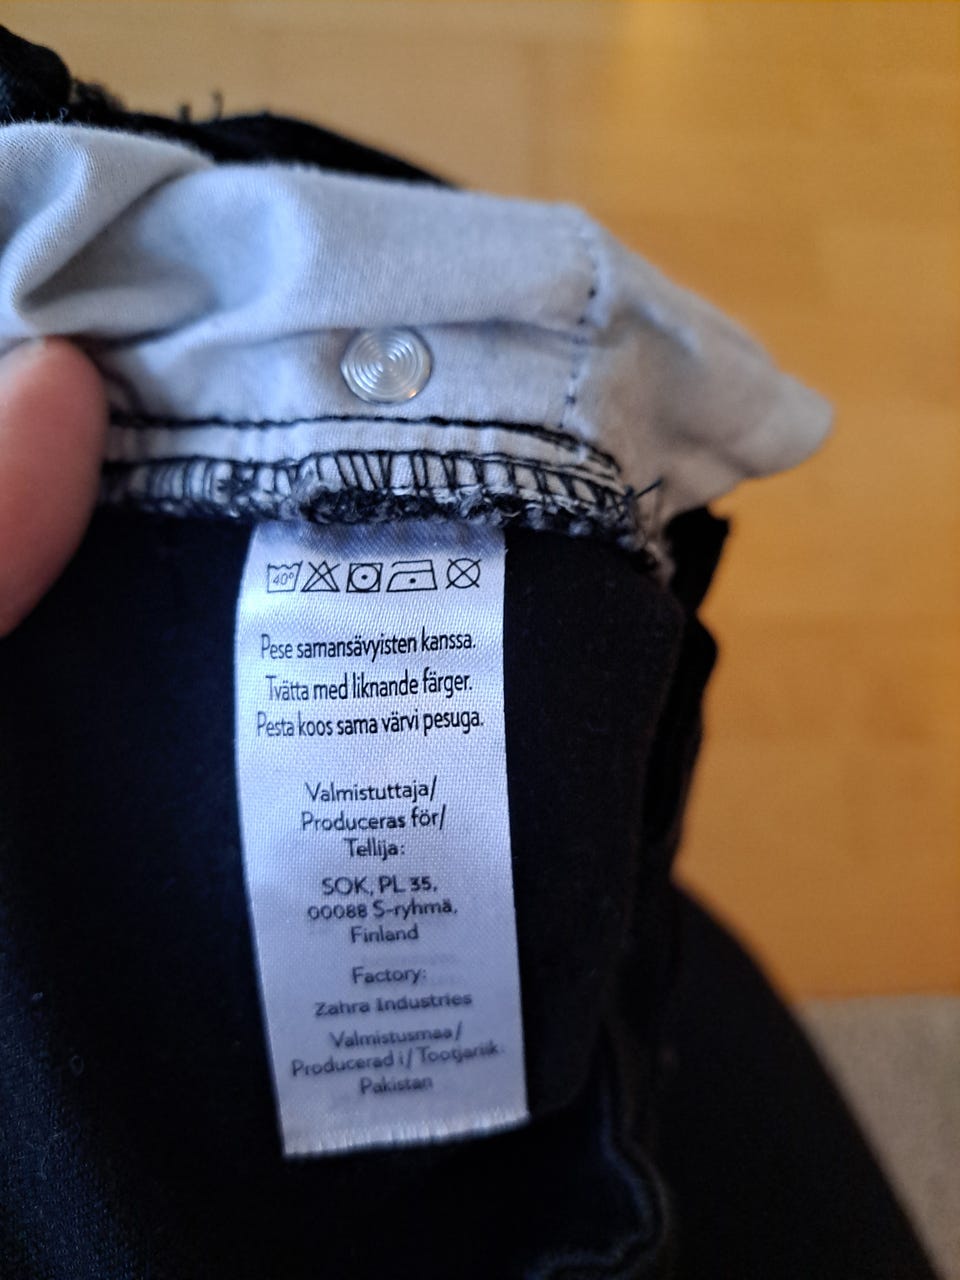 40°
Pese samansävyisten kanssa.
Tvätta med liknande färger.
Pesta koos sama värvi pesuga.
Valmistuttaja/
Produceras för/
Tellija:
SOK, PL 35,
00088 S-ryhmä,
Finland
Factory:
Zahra Industries
Valmistusmaa/
Producerad i/ Tootjariik:
Pakistan